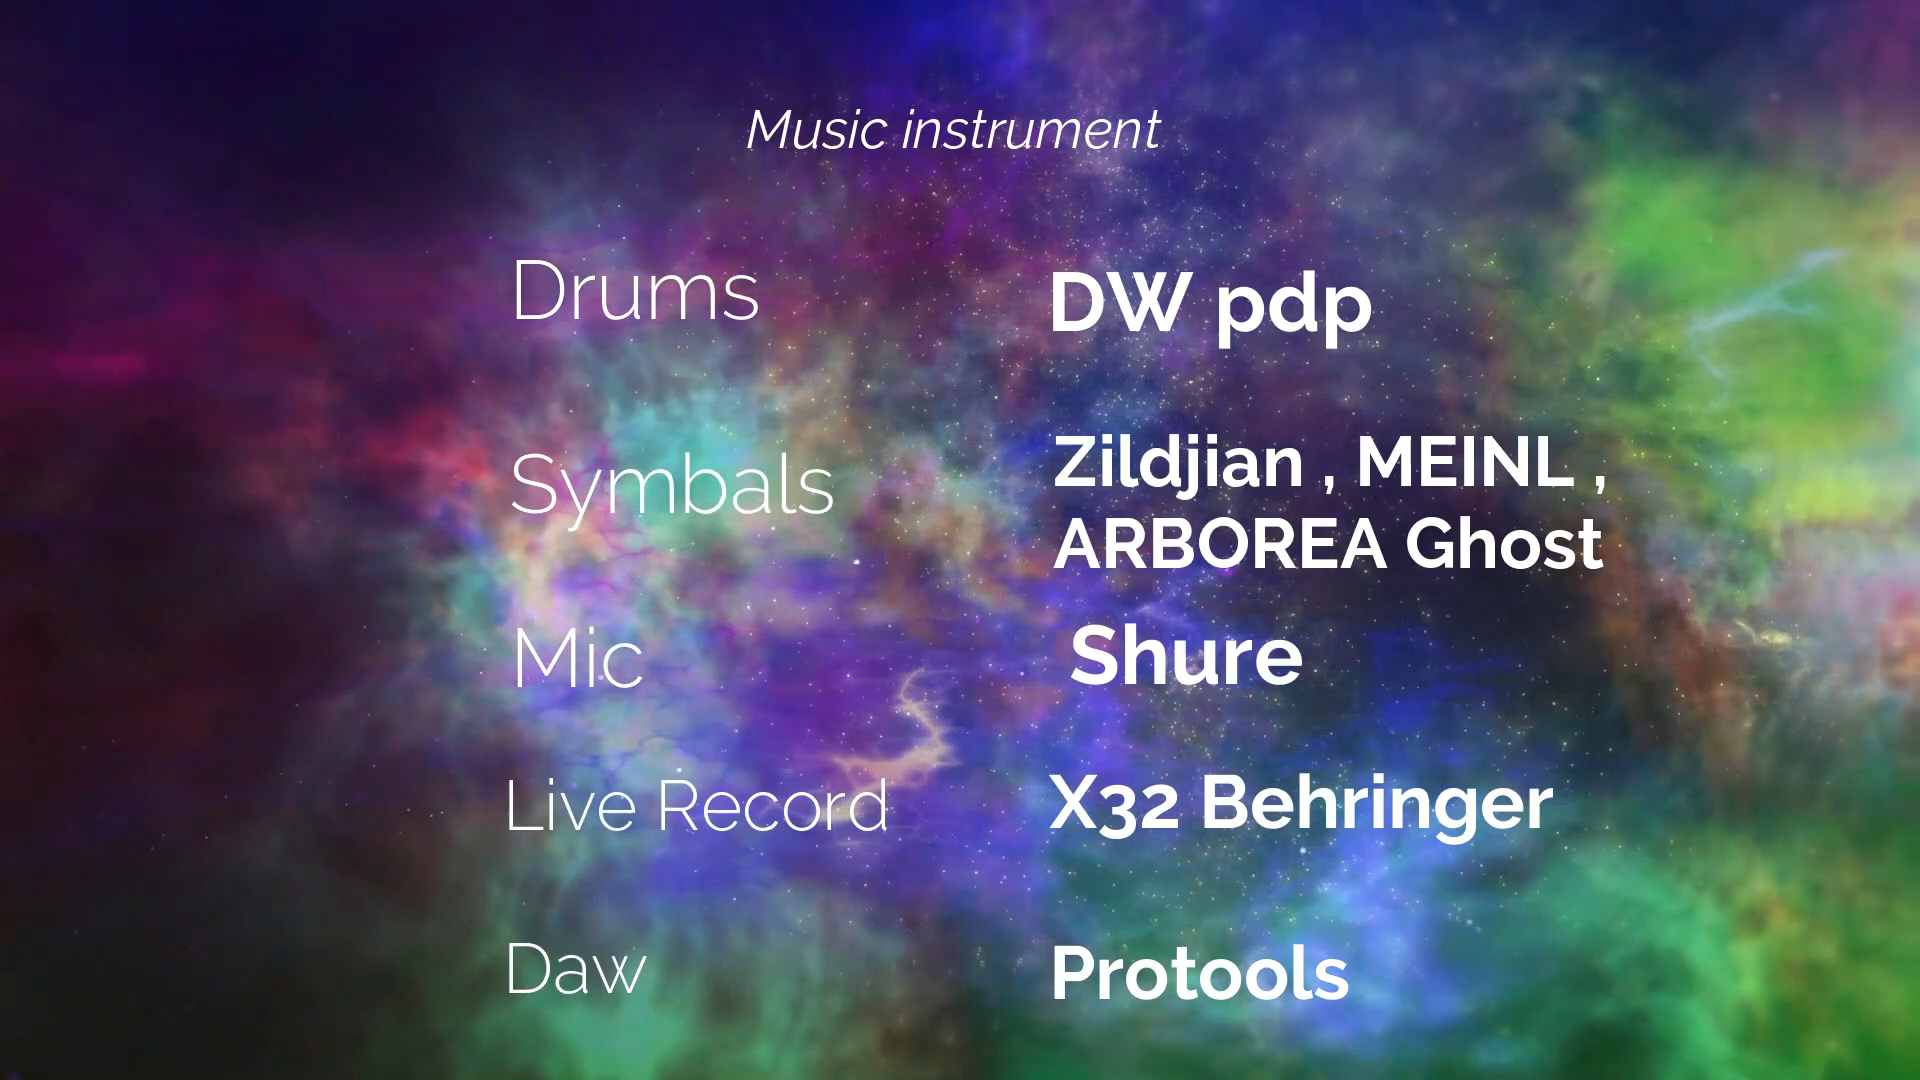 Music instrument
Drums DW pdp
Symbals Zildjian , MEINL ,
ARBOREA Ghost
Mic Shure
Live Record X32 Behringer
Daw Protools